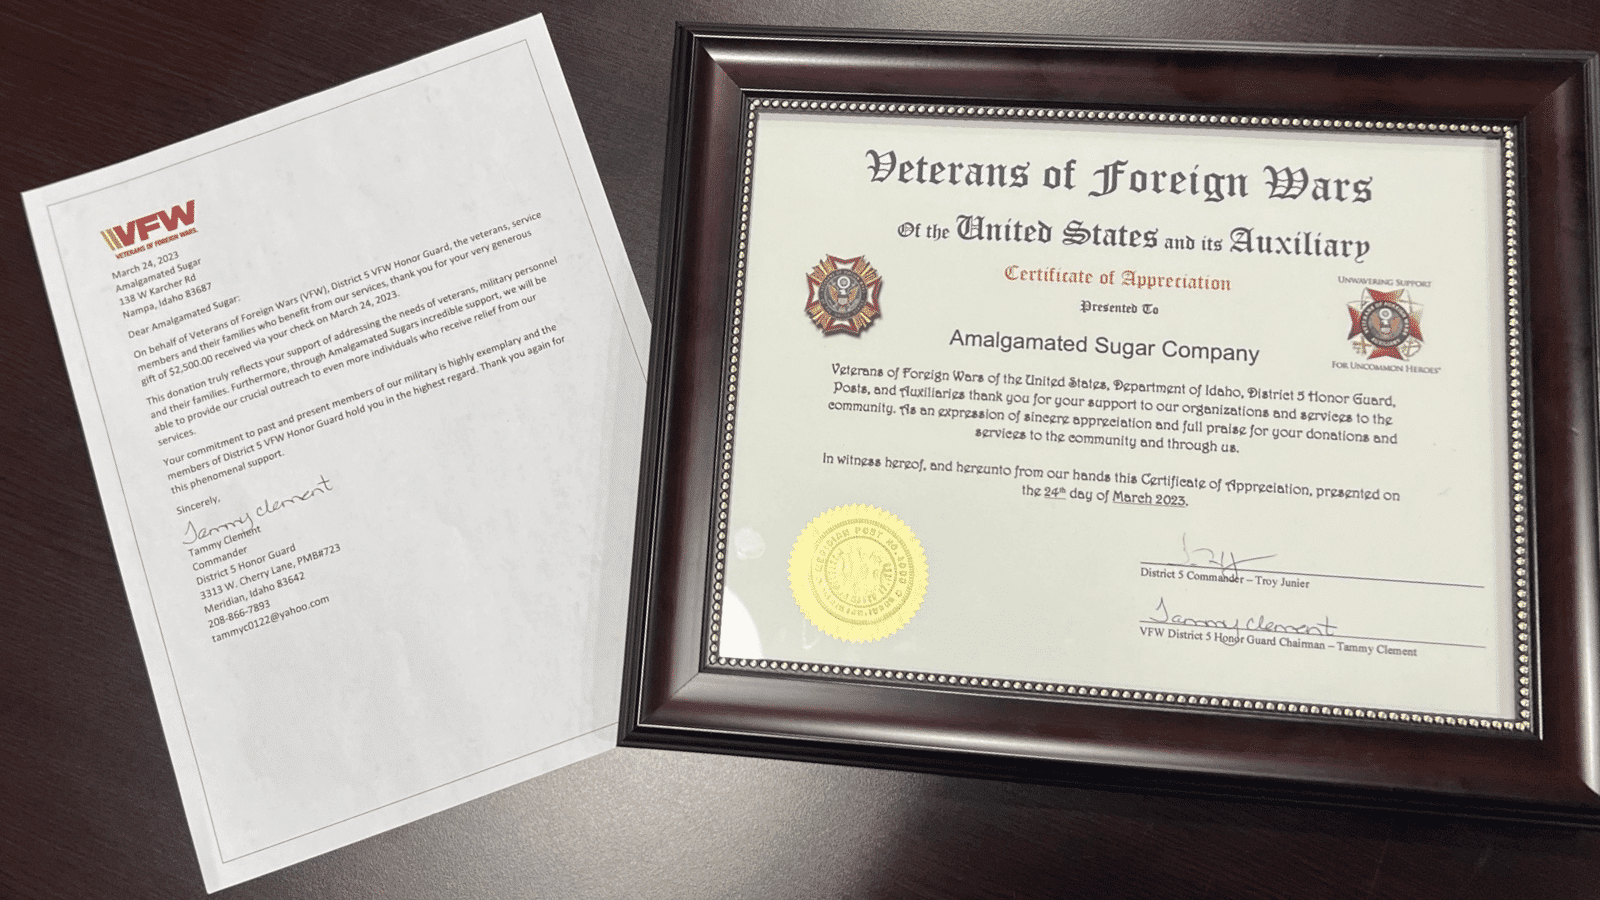 VFW
VETERANS OF FOREIGN WARS.
March 24, 2023
Amalgamated Sugar
138 W Karcher Rd
Nampa, Idaho 83687
Dear Amalgamated Sugar:
On behalf of Veterans of Foreign Wars (VFW), District 5 VFW Honor Guard, the veterans, service
members and their families who benefit from our services, thank you for your very generous
gift of $2,500.00 received via your check on March 24, 2023.
This donation truly reflects your support of addressing the needs of veterans, military personnel
and their families. Furthermore, through Amalgamated Sugars incredible support, we will be
able to provide our crucial outreach to even more individuals who receive relief from our
services.
Your commitment to past and present members of our military is highly exemplary and the
members of District 5 VFW Honor Guard hold you in the highest regard. Thank you again for
this phenomenal support.
Sincerely,
Tammy Clement
Tammy Clement
Commander
District 5 Honor Guard
3313 W. Cherry Lane, PMB#723
Meridian, Idaho 83642
208-866-7893
tammyc0122@yahoo.com
Veterans of Foreign Wars
Of the United States and its Auxiliary
Certificate of Appreciation
Presented To
UNWAVERING SUPPORT
FOR UNCOMMON HEROES
Amalgamated Sugar Company
Veterans of Foreign Wars of the United States, Department of Idaho, District 5 Honor Guard,
Posts, and Auxiliaries thank you for your support to our organizations and services to the
community. As an expression of sincere appreciation and full praise for your donations and
services to the community and through us.
In witness hereof, and hereunto from our hands this Certificate of Appreciation, presented on
the 24th day of March 2023.
MERIDIAN POST NO.
District 5 Commander – Troy Junier
Tammy Clement
VFW District 5 Honor Guard Chairman – Tammy Clement